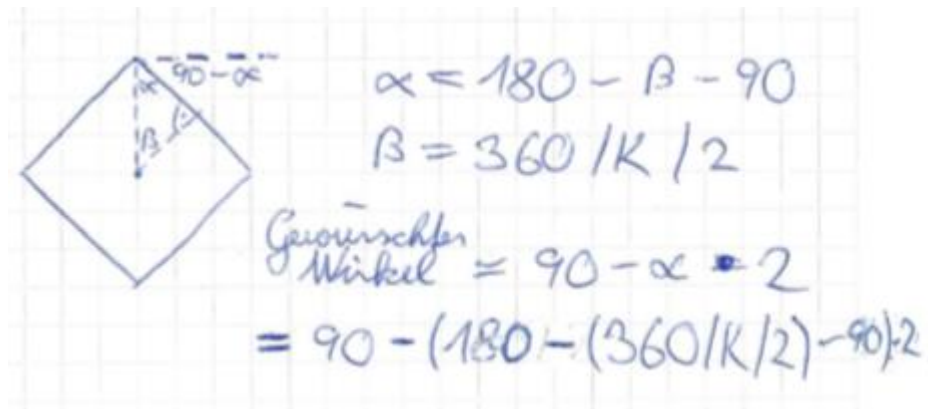 90-α
α
β
α = 180 - β - 90
β = 360 / K / 2
Gewünschter
Winkel = 90 - α • 2
= 90 - (180 - (360/K/2) - 90)·2